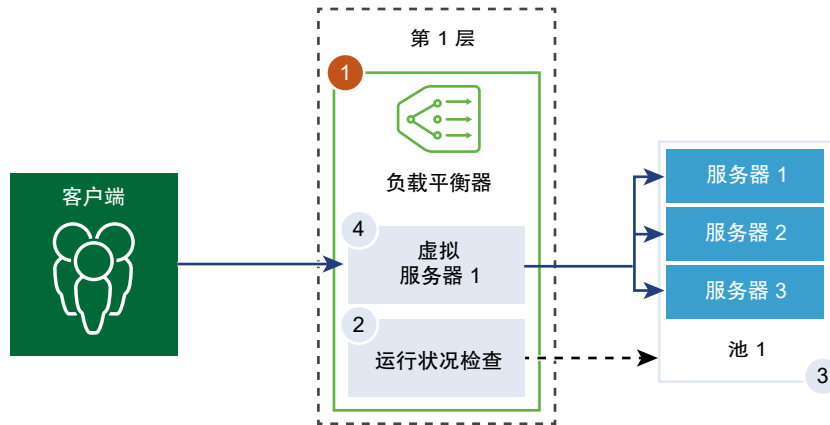 第 1 层
1
负载平衡器
客户端
4
虚拟
服务器 1
2
运行状况检查
服务器 1
服务器 2
服务器 3
池 1
3